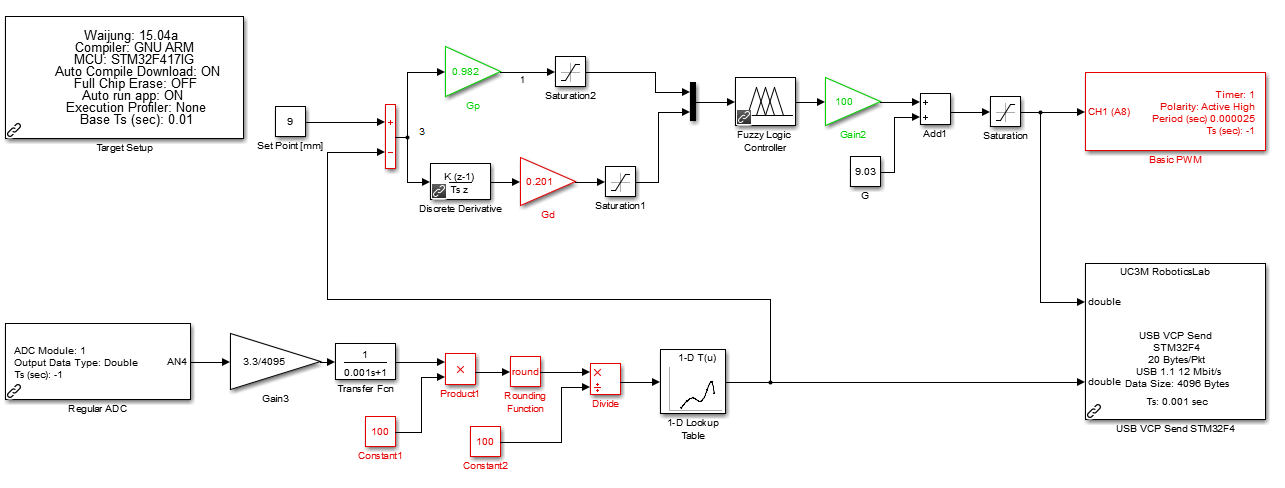 Waijung: 15.04a
Compiler: GNU ARM
MCU: STM32F417IG
Auto Compile Download: ON
Full Chip Erase: OFF
Auto run app: ON
Execution Profiler: None
Base Ts (sec): 0.01
Target Setup
9
Set Point [mm]
+
−
3
0.982
Gp
1
Saturation2
K (z-1)
Ts z
Discrete Derivative
0.201
Gd
Saturation1
Fuzzy Logic
Controller
100
Gain2
9.03
G
+
+
Add1
Saturation
CH1 (A8)
Timer: 1
Polarity: Active High
Period (sec) 0.000025
Ts (sec): -1
Basic PWM
UC3M RoboticsLab
double
double
USB VCP Send
STM32F4
20 Bytes/Pkt
USB 1.1 12 Mbit/s
Data Size: 4096 Bytes
Ts: 0.001 sec
USB VCP Send STM32F4
ADC Module: 1
Output Data Type: Double
Ts (sec): -1
AN4
Regular ADC
3.3/4095
Gain3
1
0.001s+1
Transfer Fcn
×
Product1
100
Constant1
round
Rounding
Function
100
Constant2
×
÷
Divide
1-D T(u)
1-D Lookup
Table